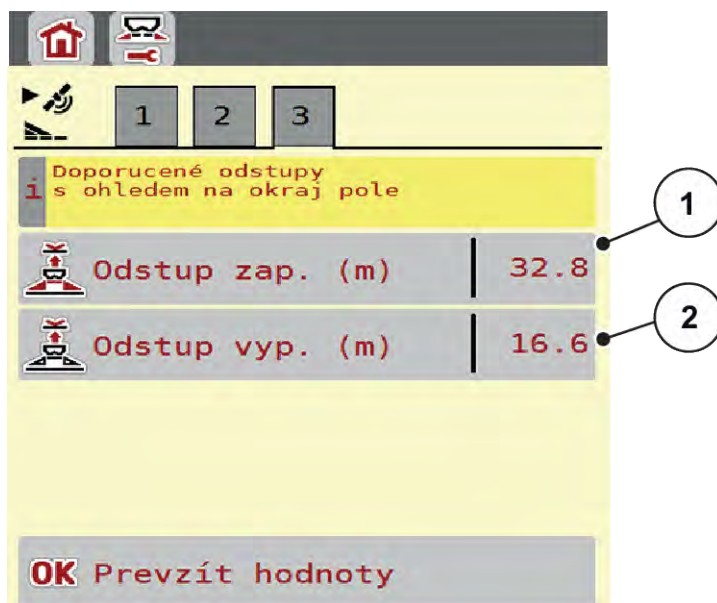 1 2 3
i Doporucené odstupy
s ohledem na okraj pole
Odstup zap. (m) 32.8
Odstup vyp. (m) 16.6
OK Prevzít hodnoty
1
2